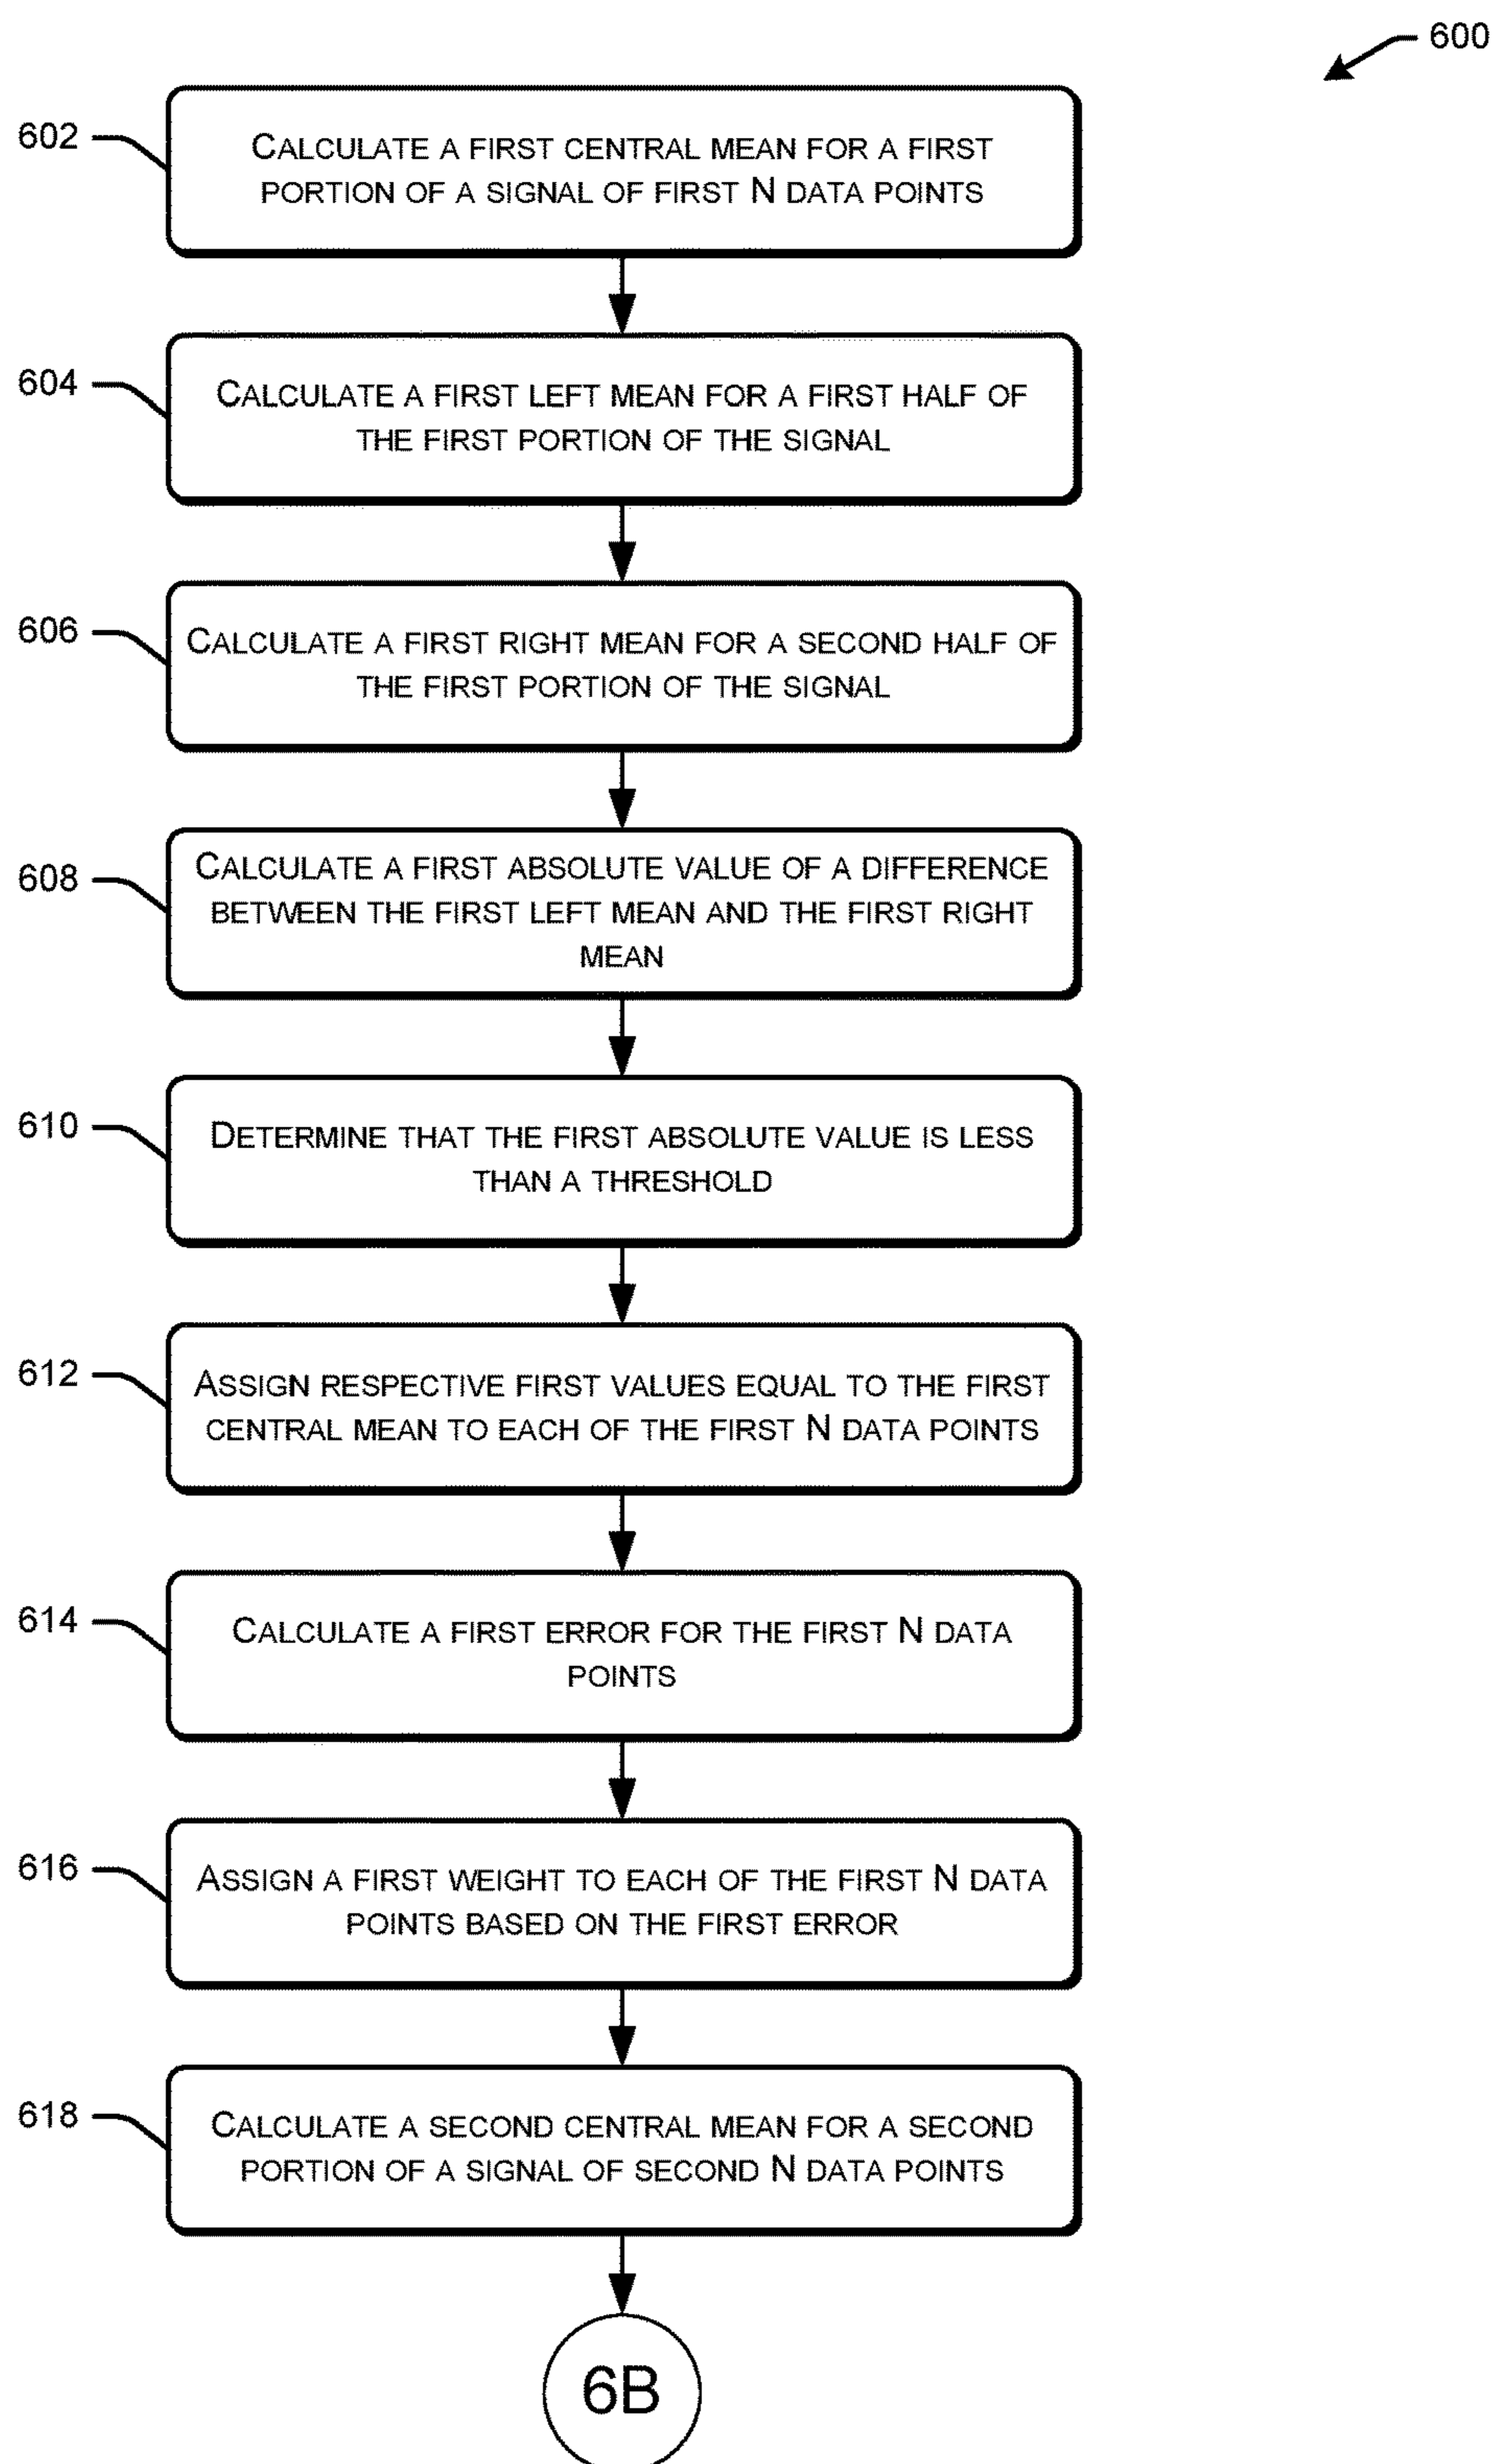 600
602
CALCULATE A FIRST CENTRAL MEAN FOR A FIRST
PORTION OF A SIGNAL OF FIRST N DATA POINTS
604
CALCULATE A FIRST LEFT MEAN FOR A FIRST HALF OF
THE FIRST PORTION OF THE SIGNAL
606
CALCULATE A FIRST RIGHT MEAN FOR A SECOND HALF OF
THE FIRST PORTION OF THE SIGNAL
608
CALCULATE A FIRST ABSOLUTE VALUE OF A DIFFERENCE
BETWEEN THE FIRST LEFT MEAN AND THE FIRST RIGHT
MEAN
610
DETERMINE THAT THE FIRST ABSOLUTE VALUE IS LESS
THAN A THRESHOLD
612
ASSIGN RESPECTIVE FIRST VALUES EQUAL TO THE FIRST
CENTRAL MEAN TO EACH OF THE FIRST N DATA POINTS
614
CALCULATE A FIRST ERROR FOR THE FIRST N DATA
POINTS
616
ASSIGN A FIRST WEIGHT TO EACH OF THE FIRST N DATA
POINTS BASED ON THE FIRST ERROR
618
CALCULATE A SECOND CENTRAL MEAN FOR A SECOND
PORTION OF A SIGNAL OF SECOND N DATA POINTS
6B